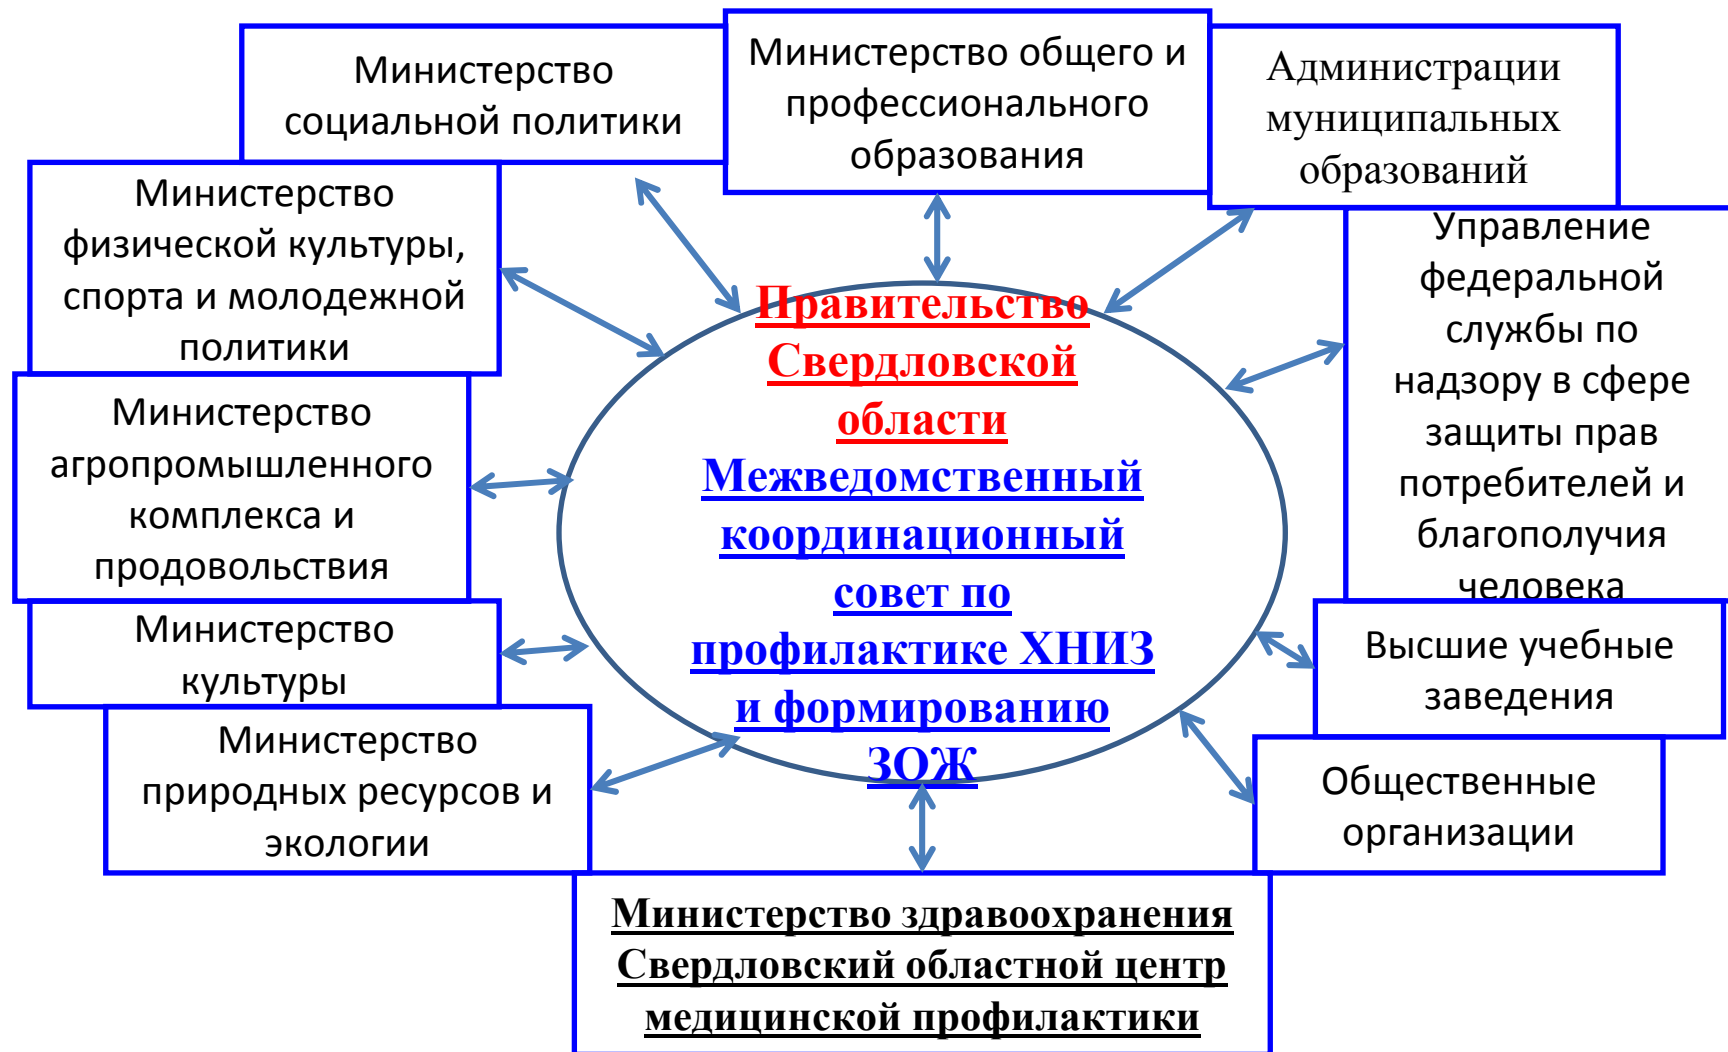 Министерство
социальной политики
Министерство общего и
профессионального
образования
Администрации
муниципальных
образований
Министерство
физической культуры,
спорта и молодежной
политики
Управление
федеральной
службы по
надзору в сфере
защиты прав
потребителей и
благополучия
человека
Правительство
Свердловской
области
Межведомственный
координационный
совет по
профилактике ХНИЗ
и формированию
ЗОЖ
Министерство
агропромышленного
комплекса и
продовольствия
Министерство
культуры
Высшие учебные
заведения
Министерство
природных ресурсов и
экологии
Общественные
организации
Министерство здравоохранения
Свердловский областной центр
медицинской профилактики